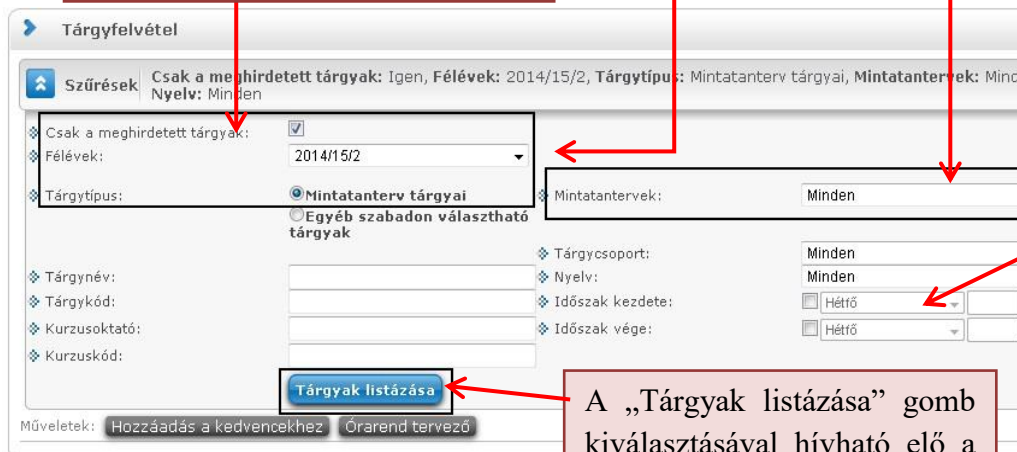 Tárgyfelvétel
Szűrések Csak a meghirdetett tárgyak: Igen, Félévek: 2014/15/2, Tárgytípus: Mintatanterv tárgyai, Mintatantervek: Mind
Nyelv: Minden
Csak a meghirdetett tárgyak:
Félévek: 2014/15/2
Tárgytípus: Mintatanterv tárgyai Mintatantervek: Minden
Egyéb szabadon választható
tárgyak
Tárgycsoport: Minden
Tárgynév: Nyelv: Minden
Tárgykód: Időszak kezdete: Hétfő
Kurzusoktató: Időszak vége: Hétfő
Kurzuskód:
Tárgyak listázása
A „Tárgyak listázása” gomb
kiválasztásával hívható elő a
Műveletek: Hozzáadás a kedvencekhez Órarend tervező